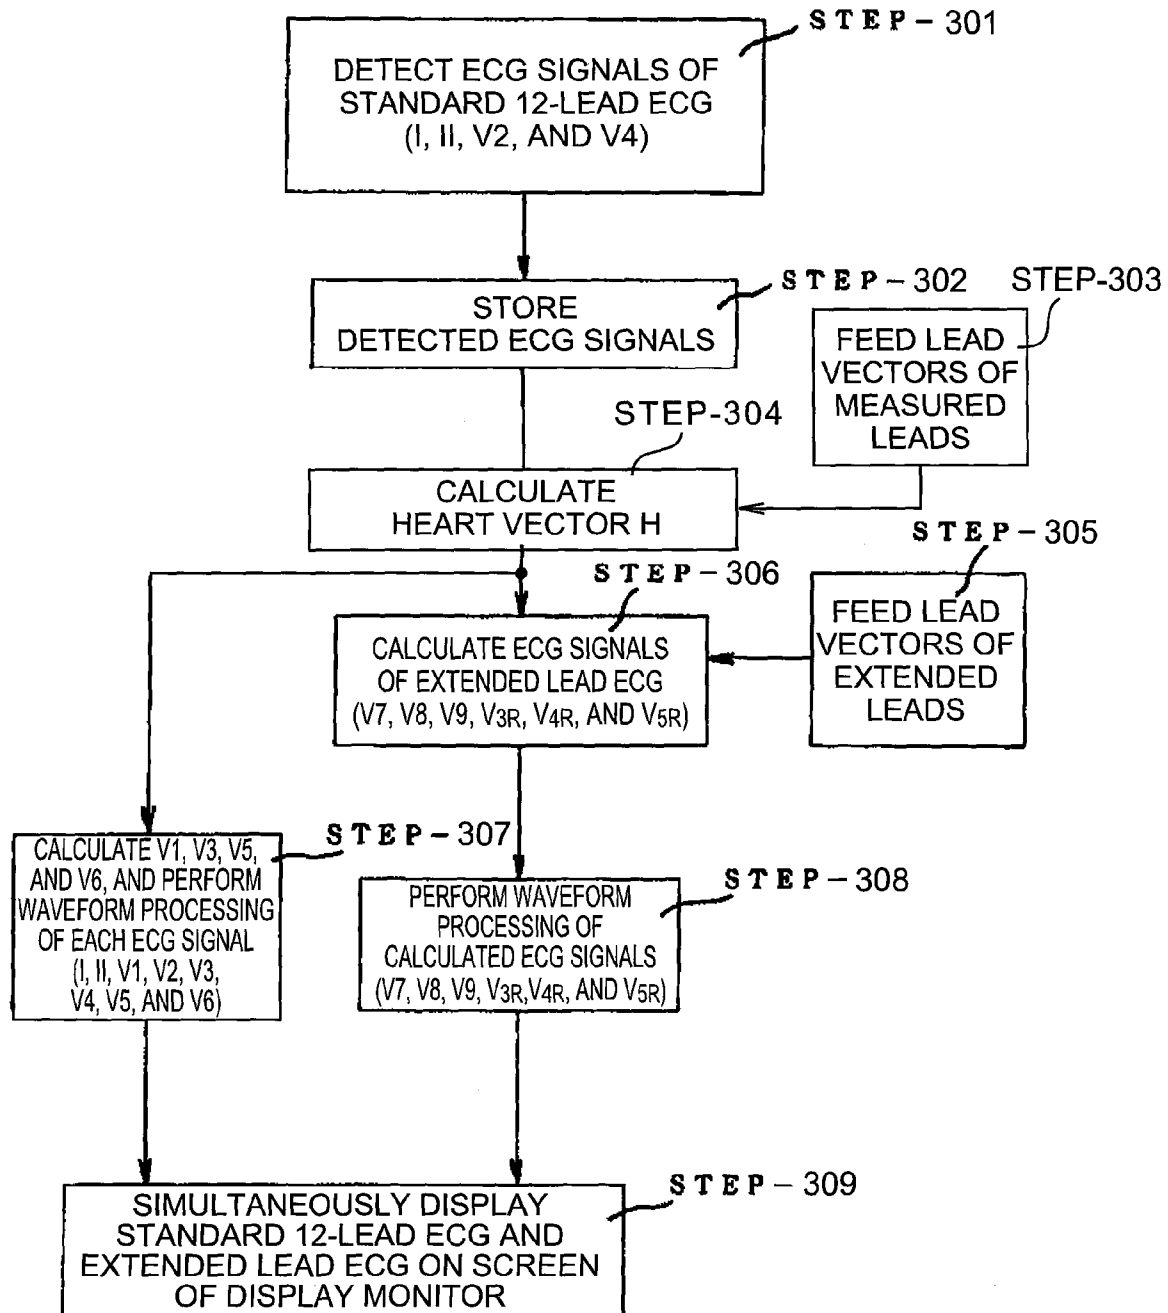 STEP-301
DETECT ECG SIGNALS OF
STANDARD 12-LEAD ECG
(I, II, V2, AND V4)
STEP-302
STORE
DETECTED ECG SIGNALS
STEP-303
FEED LEAD
VECTORS OF
MEASURED
LEADS
STEP-304
CALCULATE
HEART VECTOR H
STEP-305
FEED LEAD
VECTORS OF
EXTENDED
LEADS
STEP-306
CALCULATE ECG SIGNALS
OF EXTENDED LEAD ECG
(V7, V8, V9, V3R, V4R, AND V5R)
STEP-307
CALCULATE V1, V3, V5,
AND V6, AND PERFORM
WAVEFORM PROCESSING
OF EACH ECG SIGNAL
(I, II, V1, V2, V3,
V4, V5, AND V6)
STEP-308
PERFORM WAVEFORM
PROCESSING OF
CALCULATED ECG SIGNALS
(V7, V8, V9, V3R,V4R, AND V5R)
STEP-309
SIMULTANEOUSLY DISPLAY
STANDARD 12-LEAD ECG AND
EXTENDED LEAD ECG ON SCREEN
OF DISPLAY MONITOR